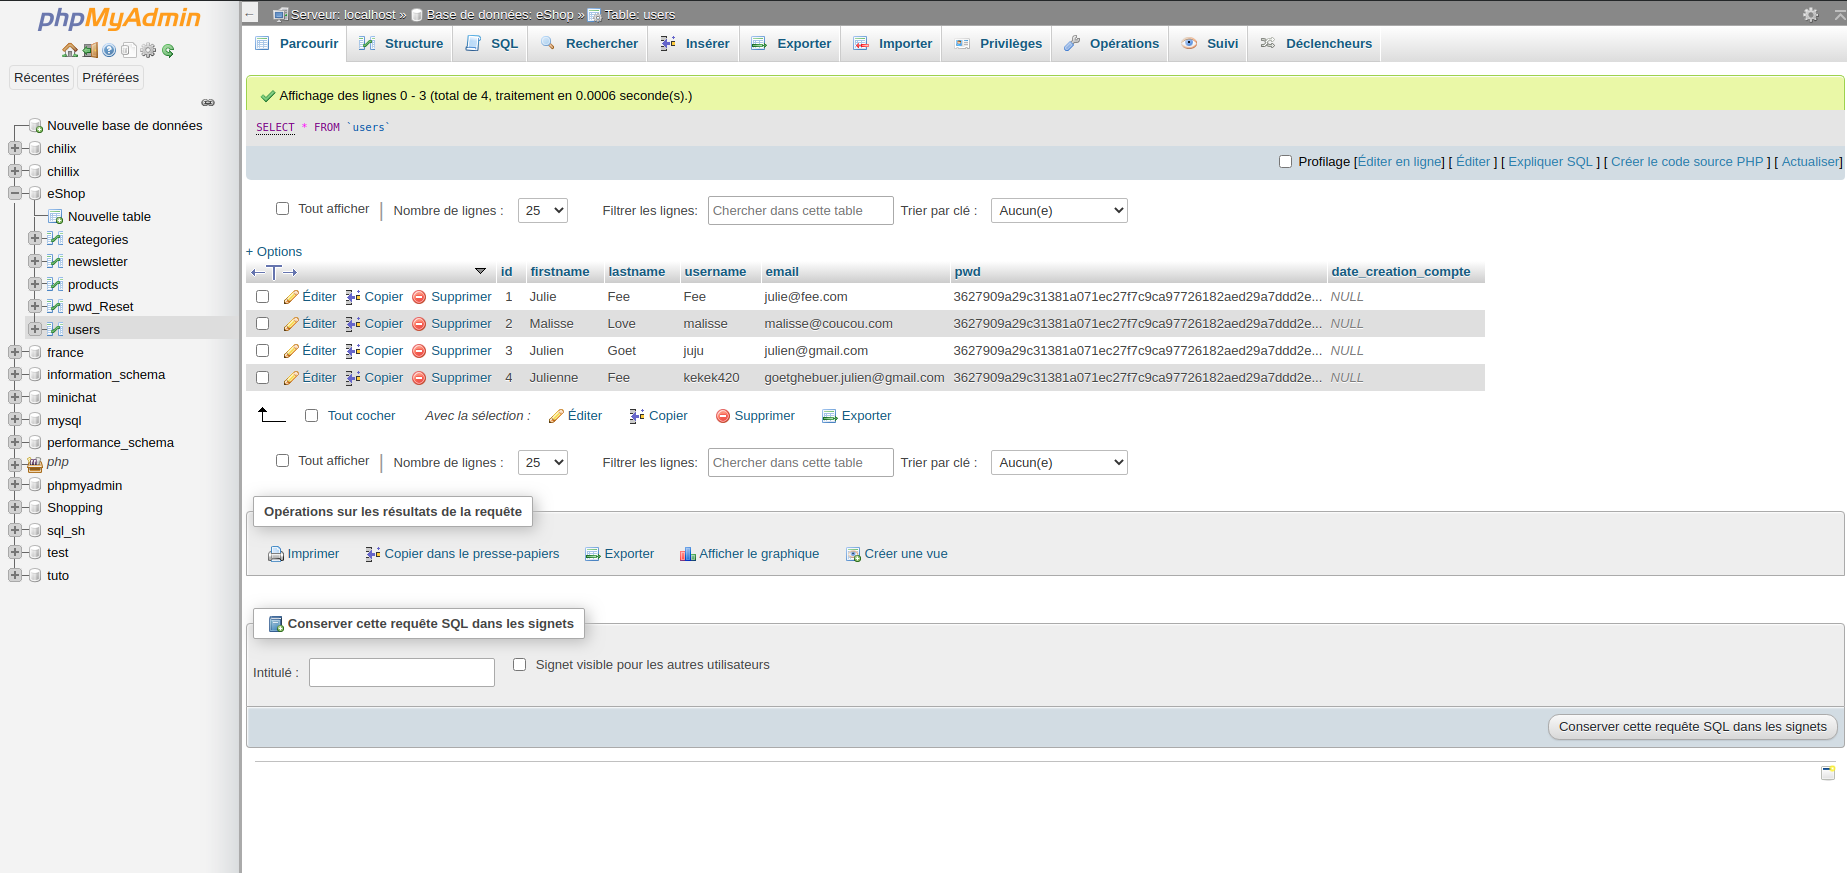 phpMyAdmin
Récentes Préférées
Nouvelle base de données
chilix
chillix
eShop
Nouvelle table
categories
newsletter
products
pwd_Reset
users
france
information_schema
minichat
mysql
performance_schema
php
phpmyadmin
Shopping
sql_sh
test
tuto
Serveur: localhost » Base de données: eShop » Table: users
Parcourir Structure SQL Rechercher Insérer Exporter Importer Privilèges Opérations Suivi Déclencheurs
Affichage des lignes 0 - 3 (total de 4, traitement en 0.0006 seconde(s).)
SELECT * FROM `users`
Profilage [Éditer en ligne] [ Éditer ] [ Expliquer SQL ] [ Créer le code source PHP ] [ Actualiser]
Tout afficher | Nombre de lignes : 25 Filtrer les lignes: Chercher dans cette table Trier par clé : Aucun(e)
+ Options
id firstname lastname username email pwd date_creation_compte
Éditer Copier Supprimer 1 Julie Fee Fee julie@fee.com 3627909a29c31381a071ec27f7c9ca97726182aed29a7ddd2e... NULL
Éditer Copier Supprimer 2 Malisse Love malisse malisse@coucou.com 3627909a29c31381a071ec27f7c9ca97726182aed29a7ddd2e... NULL
Éditer Copier Supprimer 3 Julien Goet juju julien@gmail.com 3627909a29c31381a071ec27f7c9ca97726182aed29a7ddd2e... NULL
Éditer Copier Supprimer 4 Julienne Fee kekek420 goetghebuer.julien@gmail.com 3627909a29c31381a071ec27f7c9ca97726182aed29a7ddd2e... NULL
Tout cocher Avec la sélection : Éditer Copier Supprimer Exporter
Tout afficher | Nombre de lignes : 25 Filtrer les lignes: Chercher dans cette table Trier par clé : Aucun(e)
Opérations sur les résultats de la requête
Imprimer Copier dans le presse-papiers Exporter Afficher le graphique Créer une vue
Conserver cette requête SQL dans les signets
Intitulé : Signet visible pour les autres utilisateurs
Conserver cette requête SQL dans les signets